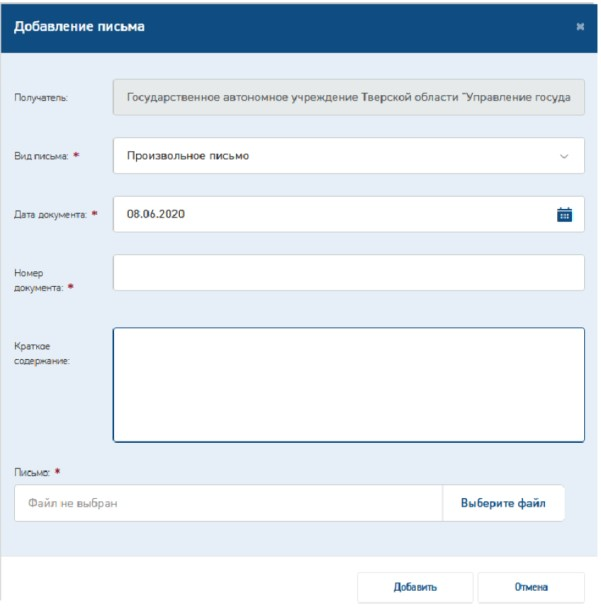 Добавление письма
Получатель:
Государственное автономное учреждение Тверской области "Управление госуда
Вид письма: *
Произвольное письмо
Дата документа: *
08.06.2020
Номер
документа: *
Краткое
содержание:
Письмо: *
Файл не выбран
Выберите файл
Добавить
Отмена